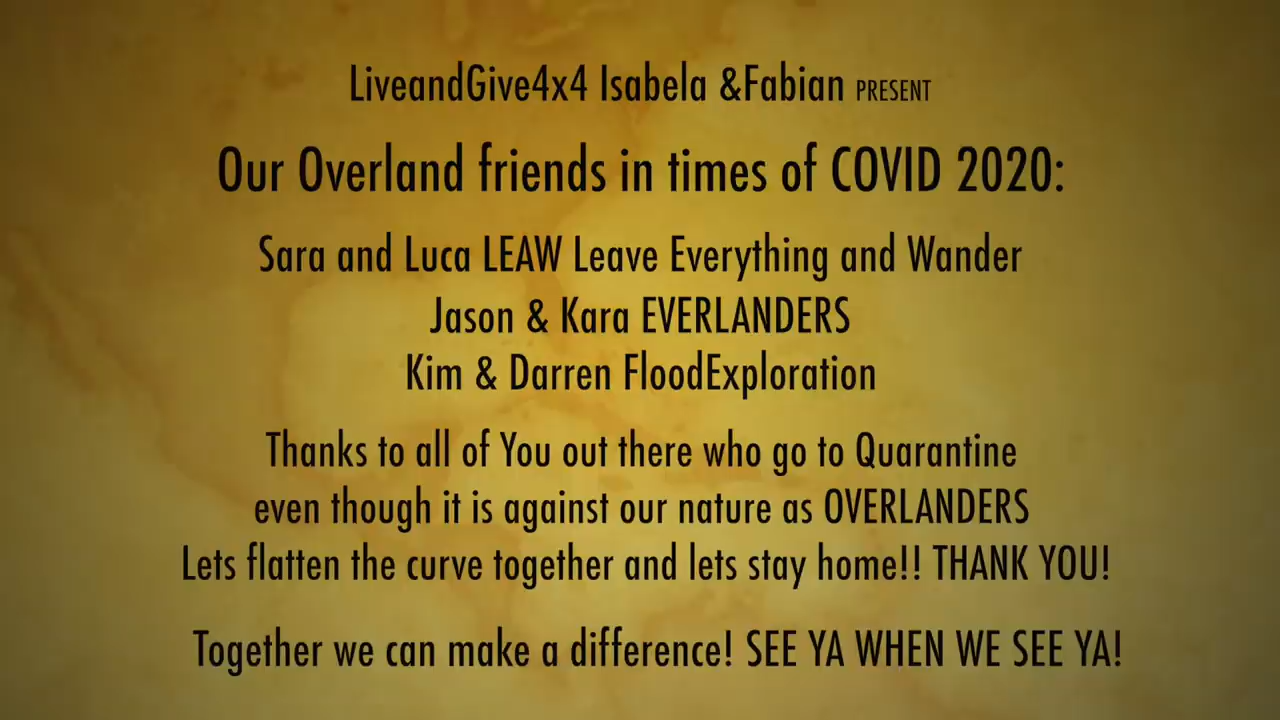 LiveandGive4x4 Isabela &Fabian PRESENT
Our Overland friends in times of COVID 2020:
Sara and Luca LEAW Leave Everything and Wander
Jason & Kara EVERLANDERS
Kim & Darren FloodExploration
Thanks to all of You out there who go to Quarantine
even though it is against our nature as OVERLANDERS
Lets flatten the curve together and lets stay home!! THANK YOU!
Together we can make a difference! SEE YA WHEN WE SEE YA!